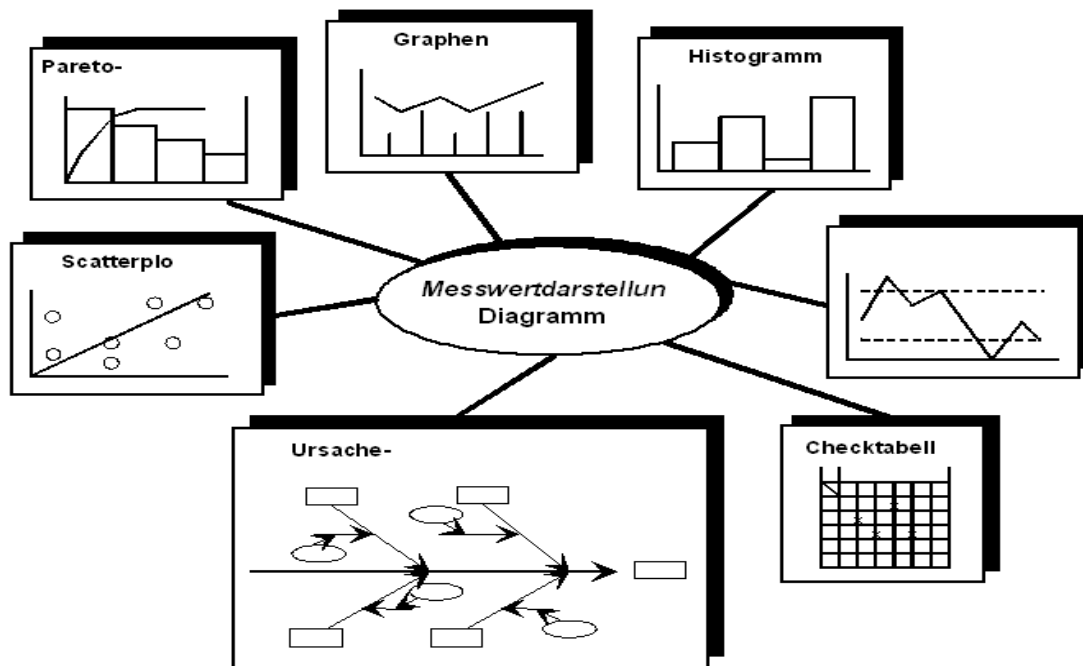 Pareto-
Graphen
Histogramm
Scatterplo
Messwertdarstellun
Diagramm
Ursache-
Checktabell